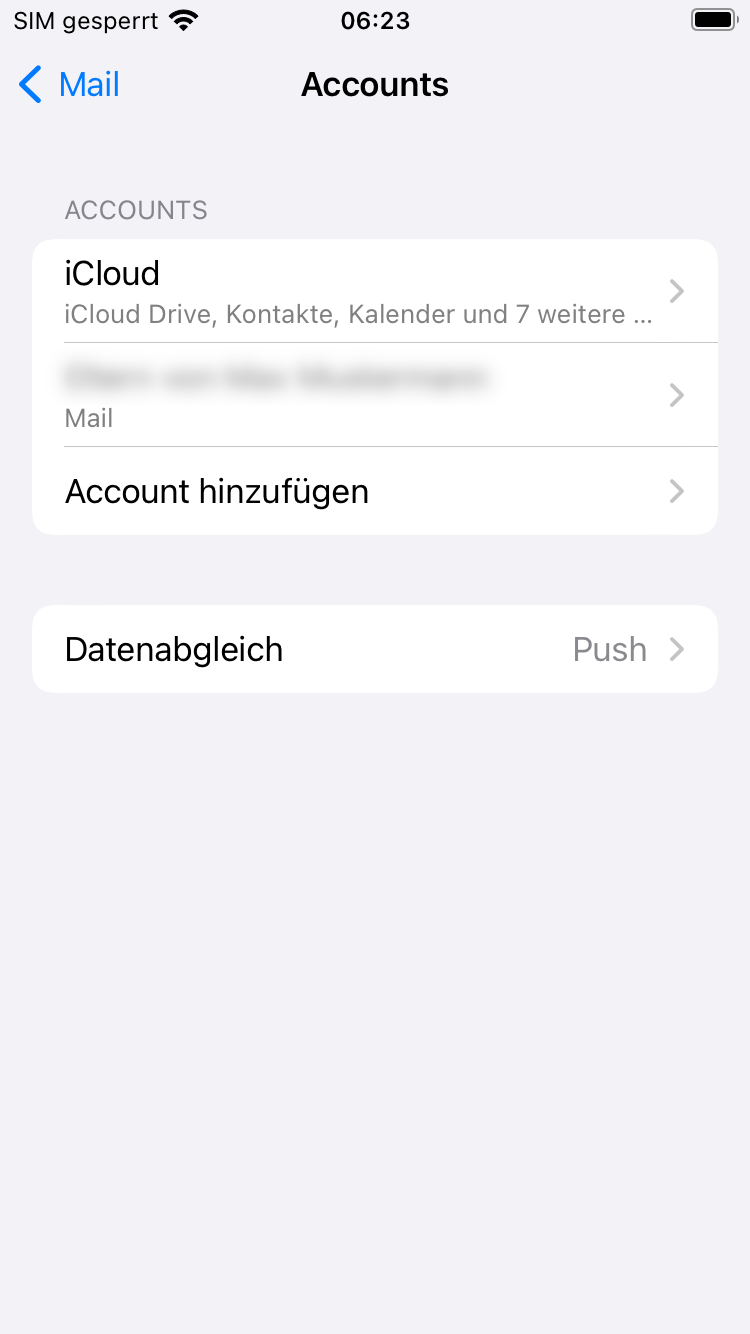 SIM gesperrt 06:23
Mail Accounts
ACCOUNTS
iCloud
iCloud Drive, Kontakte, Kalender und 7 weitere ...
Mail
Account hinzufügen
Datenabgleich Push